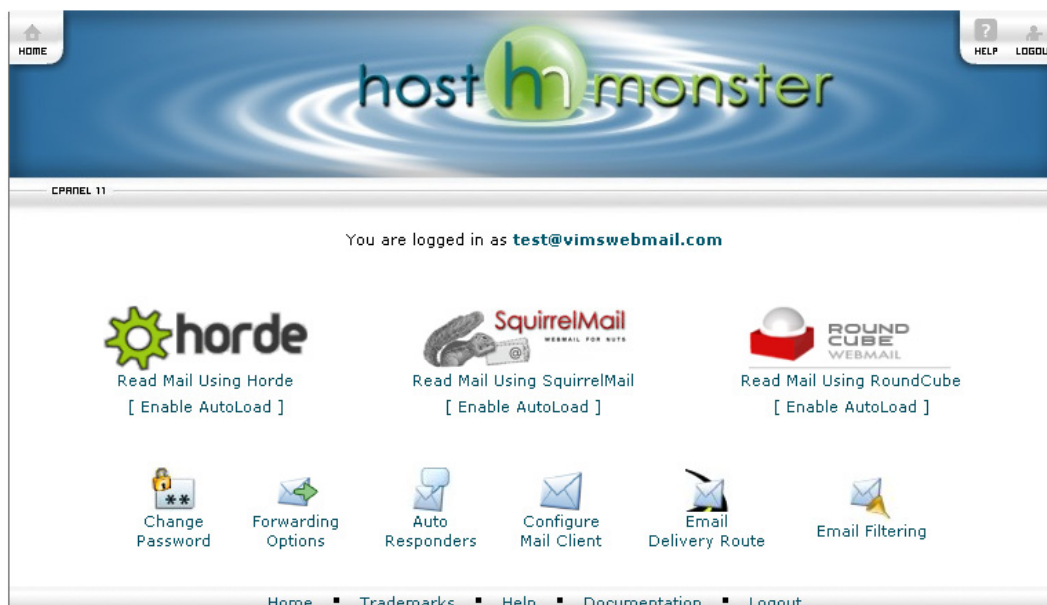 HOME
HELP LOGOU
host hm monster
CPANEL 11
You are logged in as test@vimswebmail.com
horde
SquirrelMail
WEBMAIL FOR NUTS
@
ROUND
CUBE
WEBMAIL
Read Mail Using Horde
Read Mail Using SquirrelMail
Read Mail Using RoundCube
[ Enable AutoLoad ]
[ Enable AutoLoad ]
[ Enable AutoLoad ]
**
Change
Password
Forwarding
Options
Auto
Responders
Configure
Mail Client
Email
Delivery Route
Email Filtering
Home ▪ Trademarks ▪ Help ▪ Documentation ▪ Logout